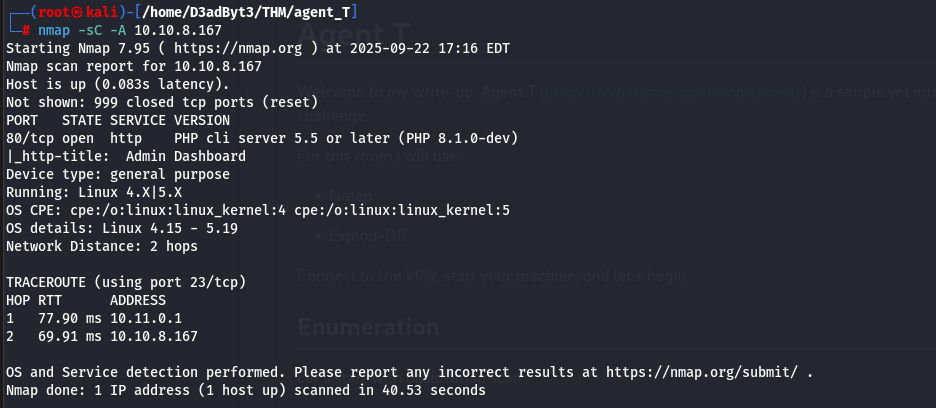 ┌──(root㉿kali)-[/home/D3adByt3/THM/agent_T]
└─# nmap -sC -A 10.10.8.167
Starting Nmap 7.95 ( https://nmap.org ) at 2025-09-22 17:16 EDT
Nmap scan report for 10.10.8.167
Host is up (0.083s latency).
Not shown: 999 closed tcp ports (reset)
PORT   STATE SERVICE VERSION
80/tcp open  http    PHP cli server 5.5 or later (PHP 8.1.0-dev)
|_http-title:  Admin Dashboard
Device type: general purpose
Running: Linux 4.X|5.X
OS CPE: cpe:/o:linux:linux_kernel:4 cpe:/o:linux:linux_kernel:5
OS details: Linux 4.15 - 5.19
Network Distance: 2 hops
TRACEROUTE (using port 23/tcp)
HOP RTT      ADDRESS
1   77.90 ms 10.11.0.1
2   69.91 ms 10.10.8.167
OS and Service detection performed. Please report any incorrect results at https://nmap.org/submit/ .
Nmap done: 1 IP address (1 host up) scanned in 40.53 seconds
Agent T
Welcome to my write-up. Agent T (https://tryhackme.com/room/agentt) is a simple yet inte
challenge.
For this room I will use:
• Nmap
• Exploit-DB
Connect to the VPN, start your machine, and let's begin.
Enumeration